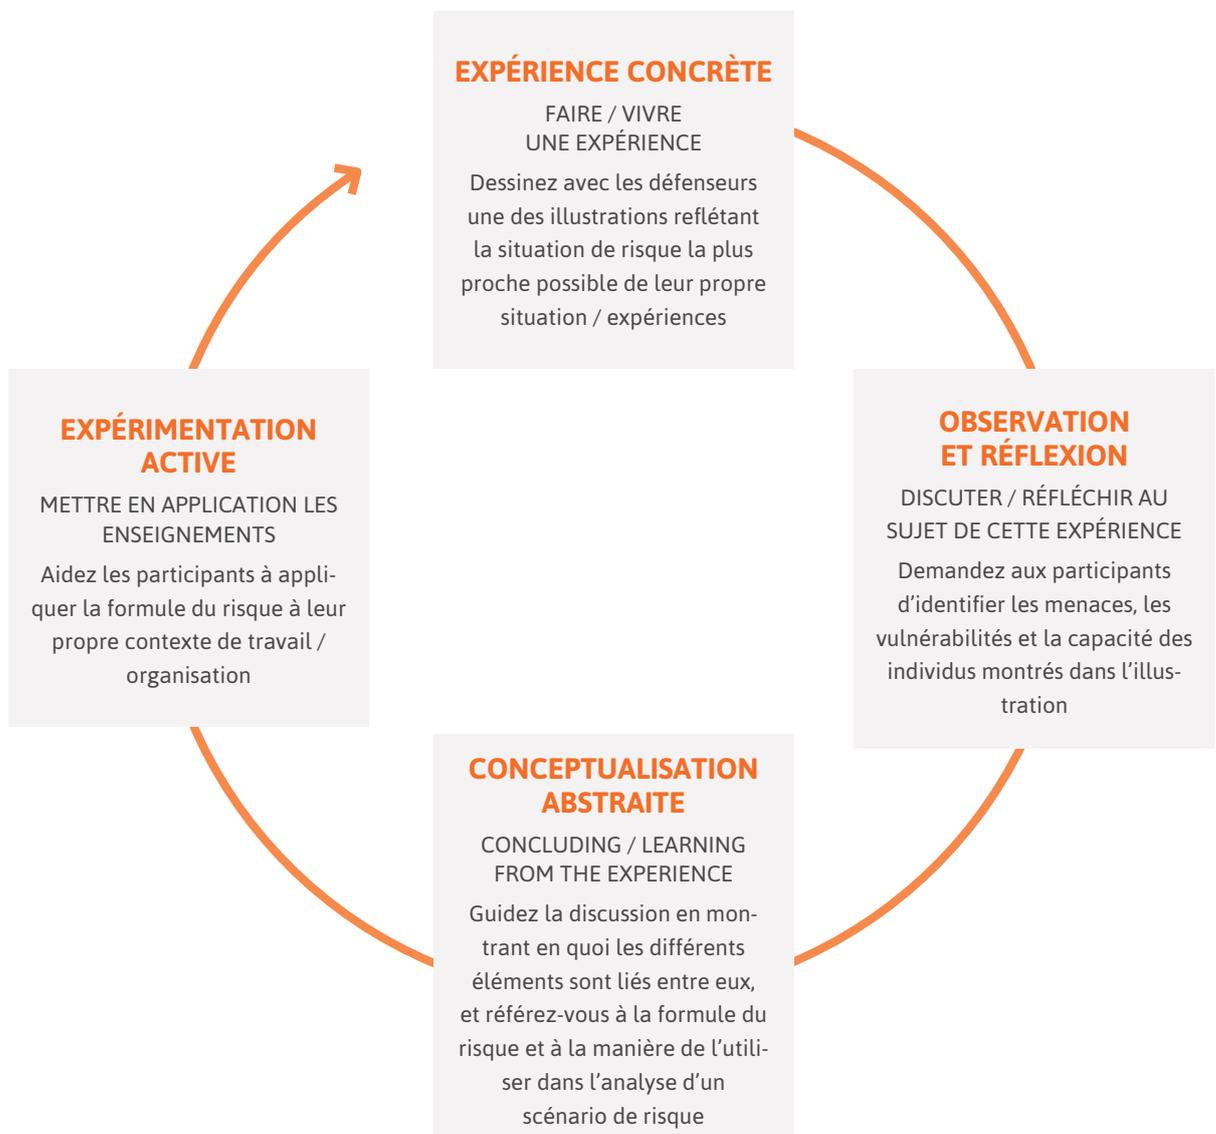 EXPÉRIENCE CONCRÈTE
FAIRE / VIVRE
UNE EXPÉRIENCE
Dessinez avec les défenseurs
une des illustrations reflétant
la situation de risque la plus
proche possible de leur propre
situation / expériences
OBSERVATION
ET RÉFLEXION
DISCUTER / RÉFLÉCHIR AU
SUJET DE CETTE EXPÉRIENCE
Demandez aux participants
d’identifier les menaces, les
vulnérabilités et la capacité des
individus montrés dans l’illus-
tration
CONCEPTUALISATION
ABSTRAITE
CONCLUDING / LEARNING
FROM THE EXPERIENCE
Guidez la discussion en mon-
trant en quoi les différents
éléments sont liés entre eux,
et référez-vous à la formule du
risque et à la manière de l’utili-
ser dans l’analyse d’un
scénario de risque
EXPÉRIMENTATION
ACTIVE
METTRE EN APPLICATION LES
ENSEIGNEMENTS
Aidez les participants à appli-
quer la formule du risque à leur
propre contexte de travail /
organisation